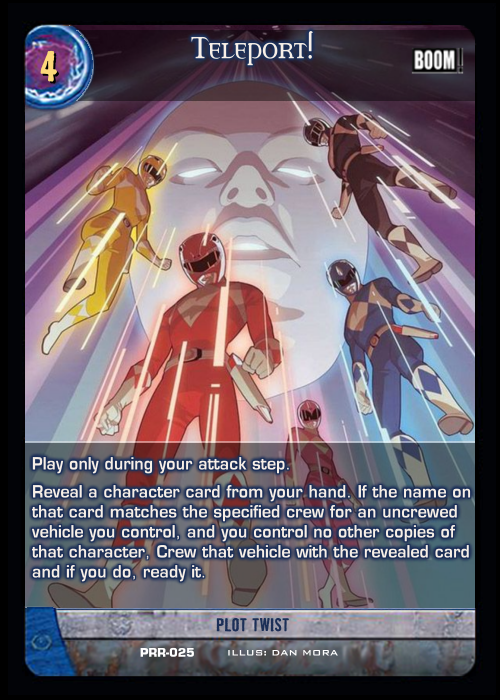 4
Teleport!
BOOM!
Play only during your attack step.
Reveal a character card from your hand. If the name on
that card matches the specified crew for an uncrewed
vehicle you control, and you control no other copies of
that character, Crew that vehicle with the revealed card
and if you do, ready it.
PLOT TWIST
PRR-025 ILLUS: DAN MORA